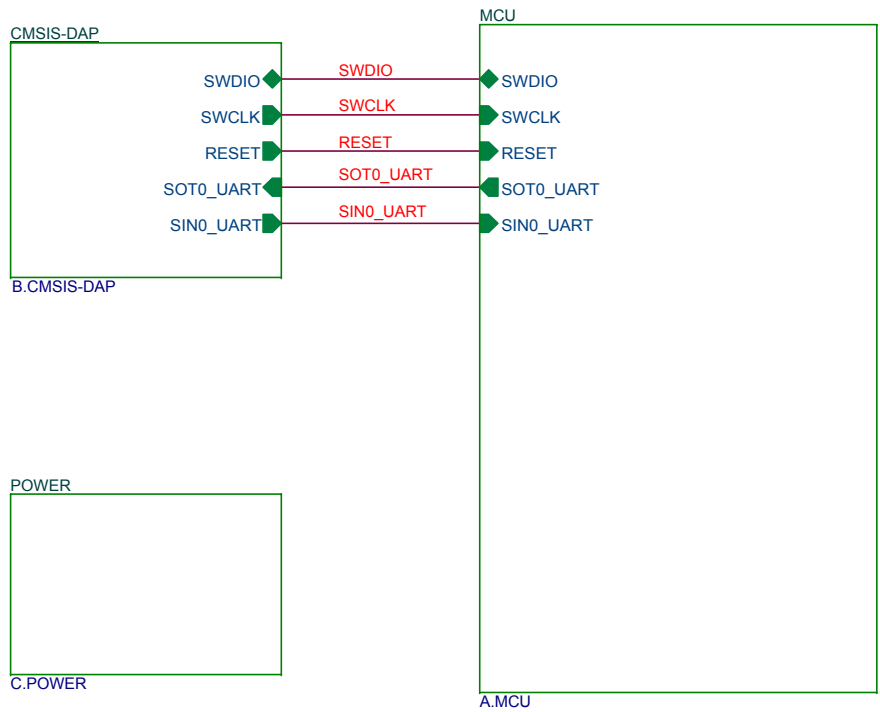 CMSIS-DAP
SWDIO
SWCLK
RESET
SOT0_UART
SIN0_UART
B.CMSIS-DAP
SWDIO
SWCLK
RESET
SOT0_UART
SIN0_UART
MCU
SWDIO
SWCLK
RESET
SOT0_UART
SIN0_UART
A.MCU
POWER
C.POWER